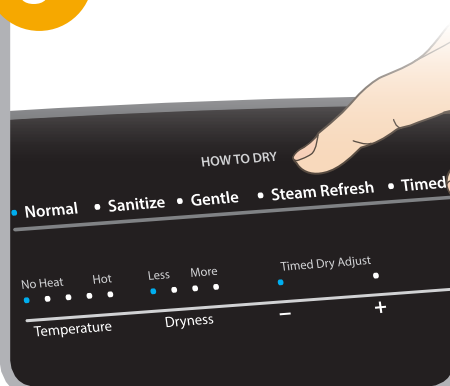 HOW TO DRY
• Normal • Sanitize • Gentle • Steam Refresh • Timed
No Heat Hot Less More Timed Dry Adjust
Temperature Dryness − +